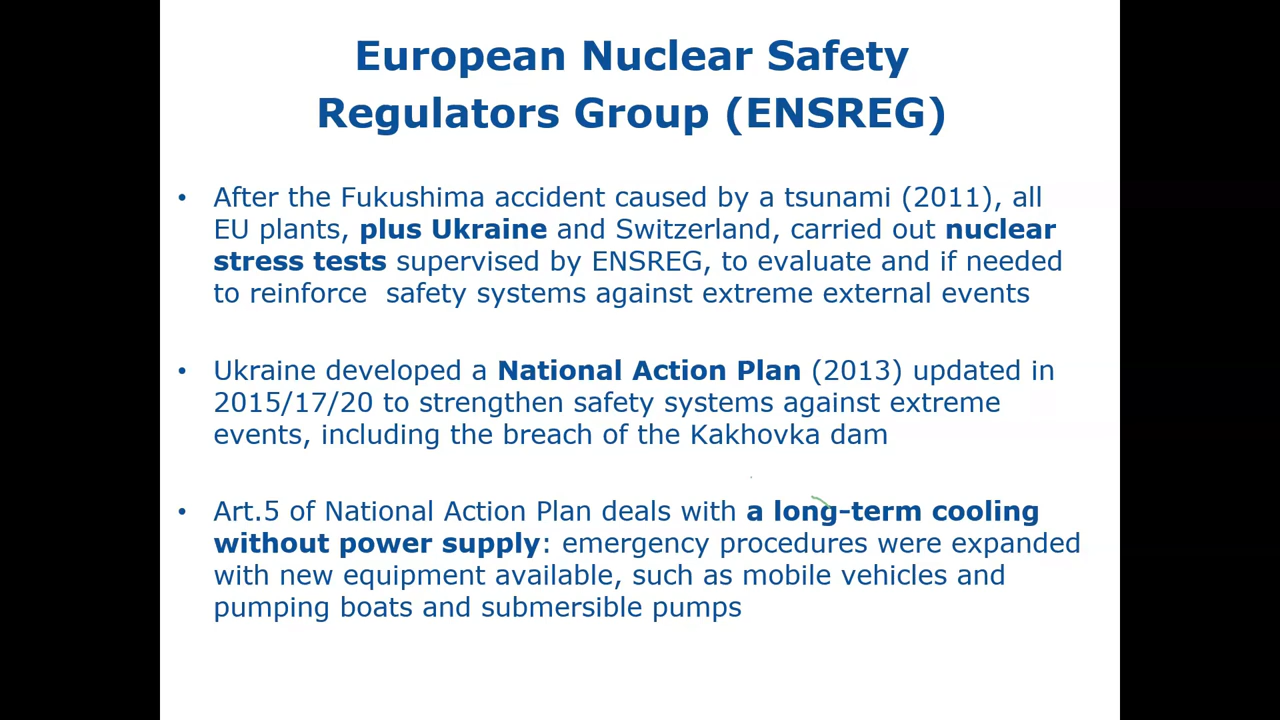 European Nuclear Safety
Regulators Group (ENSREG)
• After the Fukushima accident caused by a tsunami (2011), all
EU plants, plus Ukraine and Switzerland, carried out nuclear
stress tests supervised by ENSREG, to evaluate and if needed
to reinforce  safety systems against extreme external events
• Ukraine developed a National Action Plan (2013) updated in
2015/17/20 to strengthen safety systems against extreme
events, including the breach of the Kakhovka dam
• Art.5 of National Action Plan deals with a long-term cooling
without power supply: emergency procedures were expanded
with new equipment available, such as mobile vehicles and
pumping boats and submersible pumps